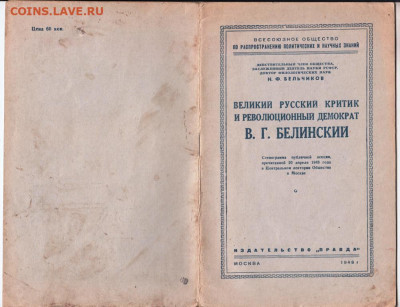 COINS.LAVE.RU
Цена 60 коп.
ВСЕСОЮЗНОЕ ОБЩЕСТВО
ПО РАСПРОСТРАНЕНИЮ ПОЛИТИЧЕСКИХ И НАУЧНЫХ ЗНАНИЙ
ДЕЙСТВИТЕЛЬНЫЙ ЧЛЕН ОБЩЕСТВА,
ЗАСЛУЖЕННЫЙ ДЕЯТЕЛЬ НАУКИ РСФСР,
ДОКТОР ФИЛОЛОГИЧЕСКИХ НАУК
Н. Ф. БЕЛЬЧИКОВ
ВЕЛИКИЙ РУССКИЙ КРИТИК
И РЕВОЛЮЦИОННЫЙ ДЕМОКРАТ
В. Г. БЕЛИНСКИЙ
Стенограмма публичной лекции,
прочитанной 26 апреля 1948 года
в Центральном лектории Общества
в Москве
ИЗДАТЕЛЬСТВО „ПРАВДА"
МОСКВА 1948 г